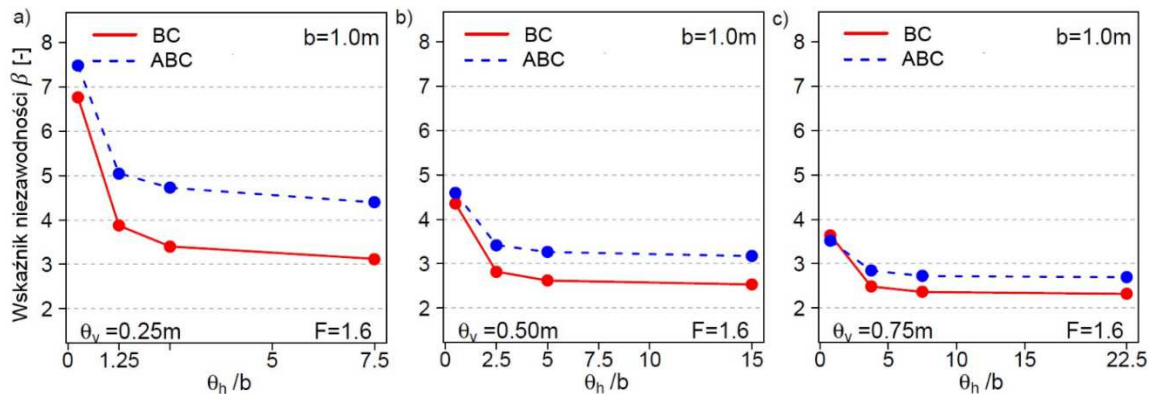 a)
Wskaźnik niezawodności β [-]
8
7
6
5
4
3
2
BC
ABC
b=1.0m
θv =0.25m
F=1.6
0 1.25 5 7.5
θh /b
b)
8
7
6
5
4
3
2
BC
ABC
b=1.0m
θv =0.50m
F=1.6
0 2.5 5 7.5 10 15
θh /b
c)
8
7
6
5
4
3
2
BC
ABC
b=1.0m
θv =0.75m
F=1.6
0 5 10 15 22.5
θh /b